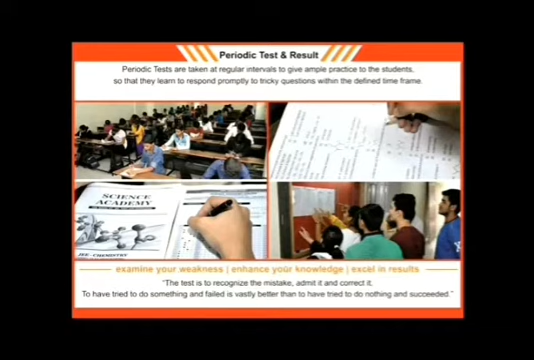 Periodic Test & Result
Periodic Tests are taken at regular intervals to give ample practice to the students,
so that they learn to respond promptly to tricky questions within the defined time frame.
SCIENCE
ACADEMY
JEE - CHEMISTRY
examine your weakness | enhance your knowledge | excel in results
"The test is to recognize the mistake, admit it and correct it.
To have tried to do something and failed is vastly better than to have tried to do nothing and succeeded."